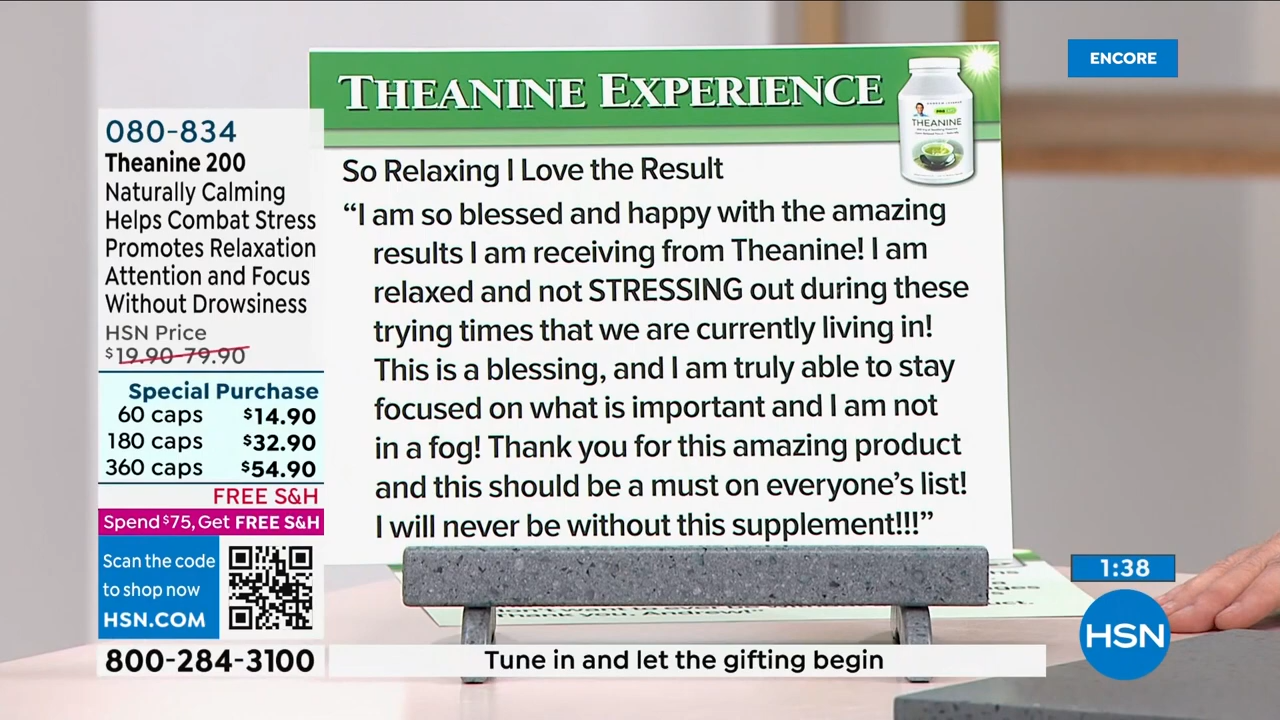 ENCORE
THEANINE EXPERIENCE
THEANINE
080-834
Theanine 200
Naturally Calming
Helps Combat Stress
Promotes Relaxation
Attention and Focus
Without Drowsiness
HSN Price
$19.90-79.90
Special Purchase
60 caps $14.90
180 caps $32.90
360 caps $54.90
FREE S&H
Spend $75, Get FREE S&H
Scan the code
to shop now
HSN.COM
800-284-3100
So Relaxing I Love the Result
“I am so blessed and happy with the amazing
results I am receiving from Theanine! I am
relaxed and not STRESSING out during these
trying times that we are currently living in!
This is a blessing, and I am truly able to stay
focused on what is important and I am not
in a fog! Thank you for this amazing product
and this should be a must on everyone’s list!
I will never be without this supplement!!!”
1:38
HSN
Tune in and let the gifting begin